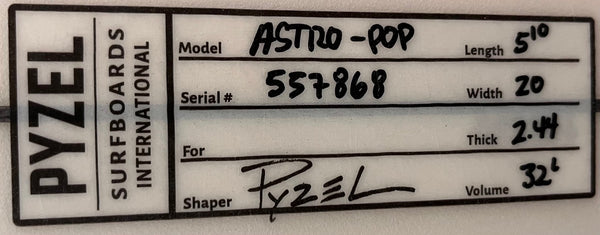 PYZEL
SURFBOARDS
INTERNATIONAL
Model ASTRO-POP Length 5'10
Serial # 557868 Width 20
For Thick 2.44
Shaper PYZEL Volume 32L